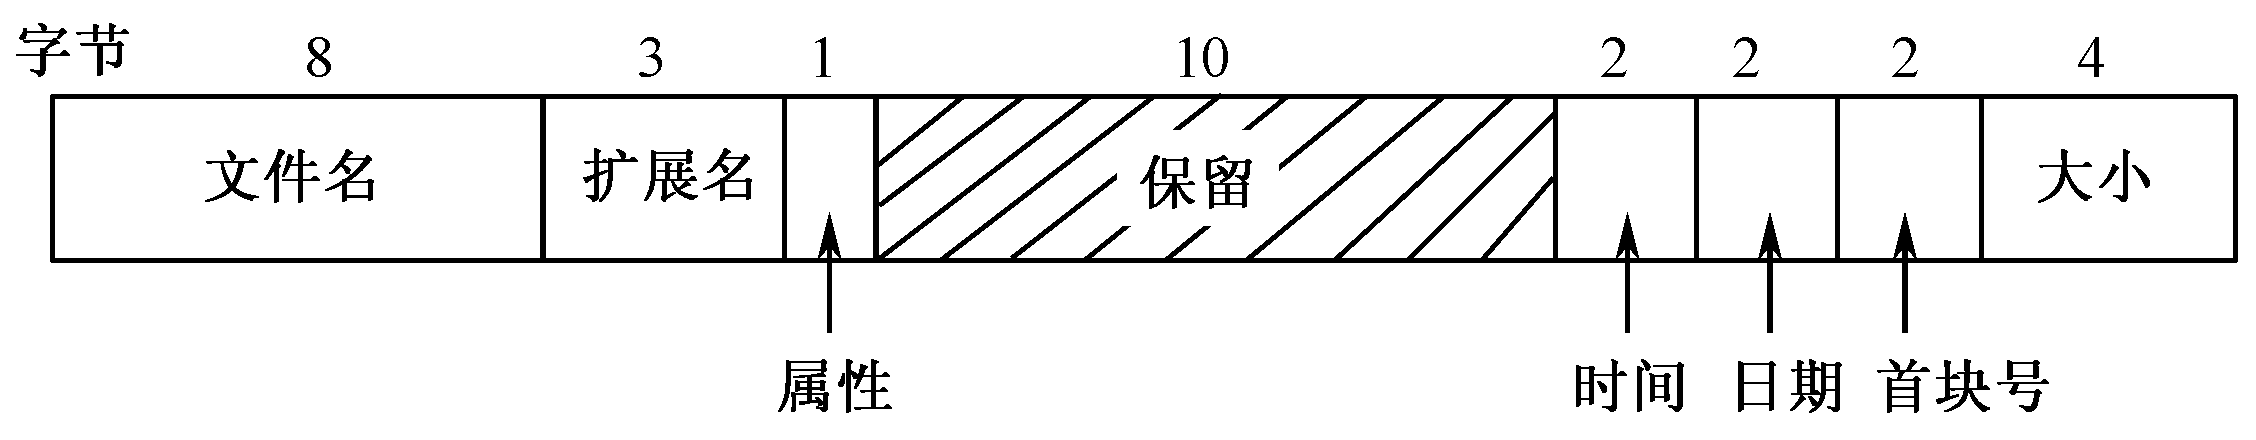 字节 8 3 1 10 2 2 2 4
文件名 扩展名 保留 大小
属性 时间 日期 首块号